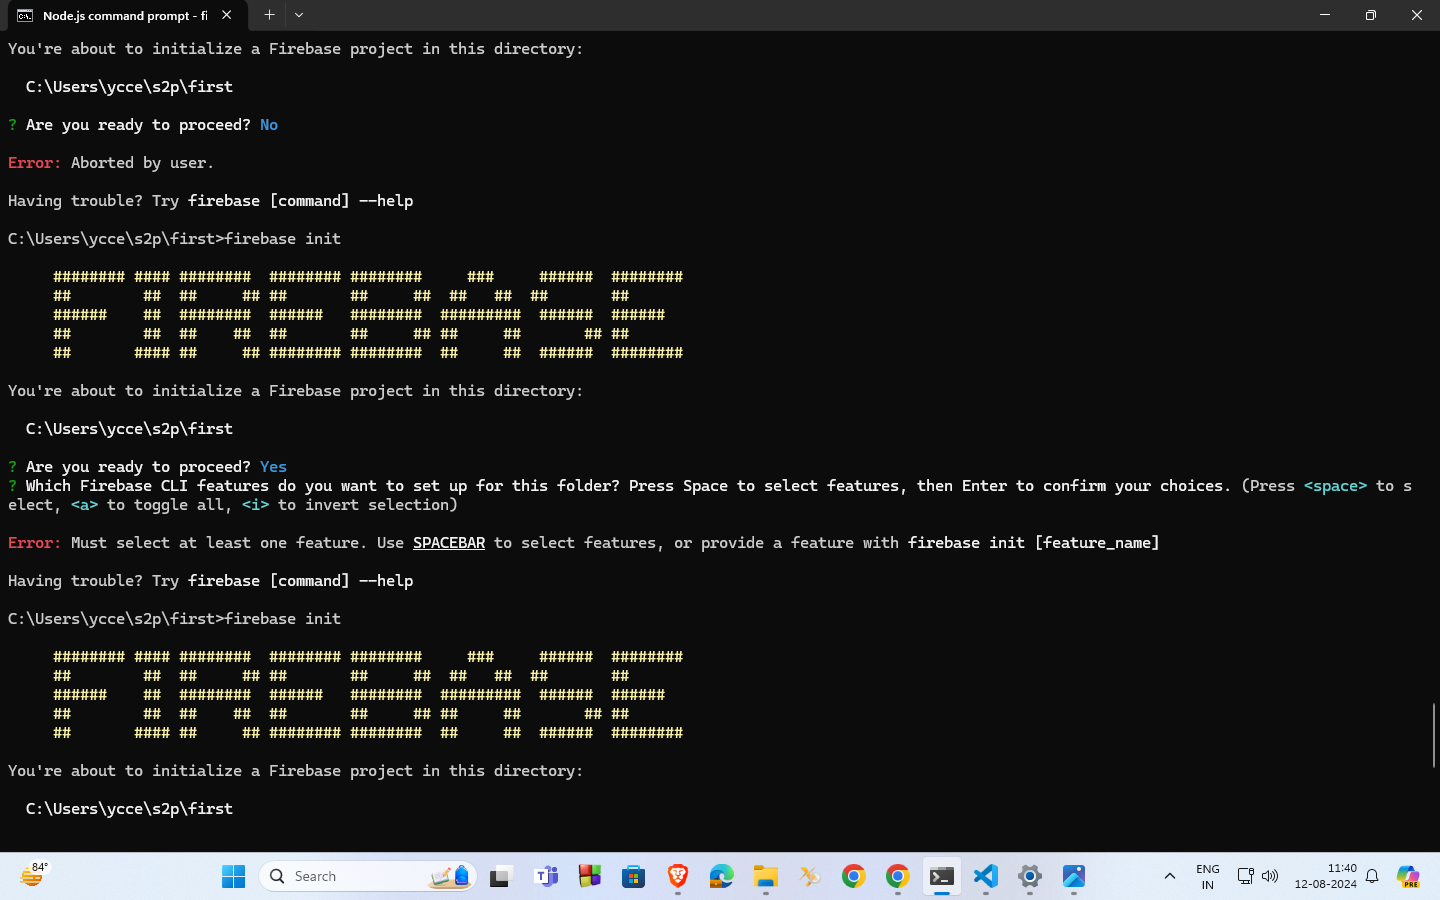 Node.js command prompt - fi
You're about to initialize a Firebase project in this directory:
C:\Users\ycce\s2p\first
? Are you ready to proceed? No
Error: Aborted by user.
Having trouble? Try firebase [command] --help
C:\Users\ycce\s2p\first>firebase init
######## #### ########  ######## ########     ###     ######  ########
##        ##  ##     ## ##       ##     ##  ##   ##  ##       ##
######    ##  ########  ######   ########  #########  ######  ######
##        ##  ##    ##  ##       ##     ## ##     ##       ## ##
##       #### ##     ## ######## ########  ##     ##  ######  ########
You're about to initialize a Firebase project in this directory:
C:\Users\ycce\s2p\first
? Are you ready to proceed? Yes
? Which Firebase CLI features do you want to set up for this folder? Press Space to select features, then Enter to confirm your choices. (Press <space> to s
elect, <a> to toggle all, <i> to invert selection)
Error: Must select at least one feature. Use SPACEBAR to select features, or provide a feature with firebase init [feature_name]
Having trouble? Try firebase [command] --help
C:\Users\ycce\s2p\first>firebase init
######## #### ########  ######## ########     ###     ######  ########
##        ##  ##     ## ##       ##     ##  ##   ##  ##       ##
######    ##  ########  ######   ########  #########  ######  ######
##        ##  ##    ##  ##       ##     ## ##     ##       ## ##
##       #### ##     ## ######## ########  ##     ##  ######  ########
You're about to initialize a Firebase project in this directory:
C:\Users\ycce\s2p\first
84°
Search
ENG
IN
11:40
12-08-2024
PRE